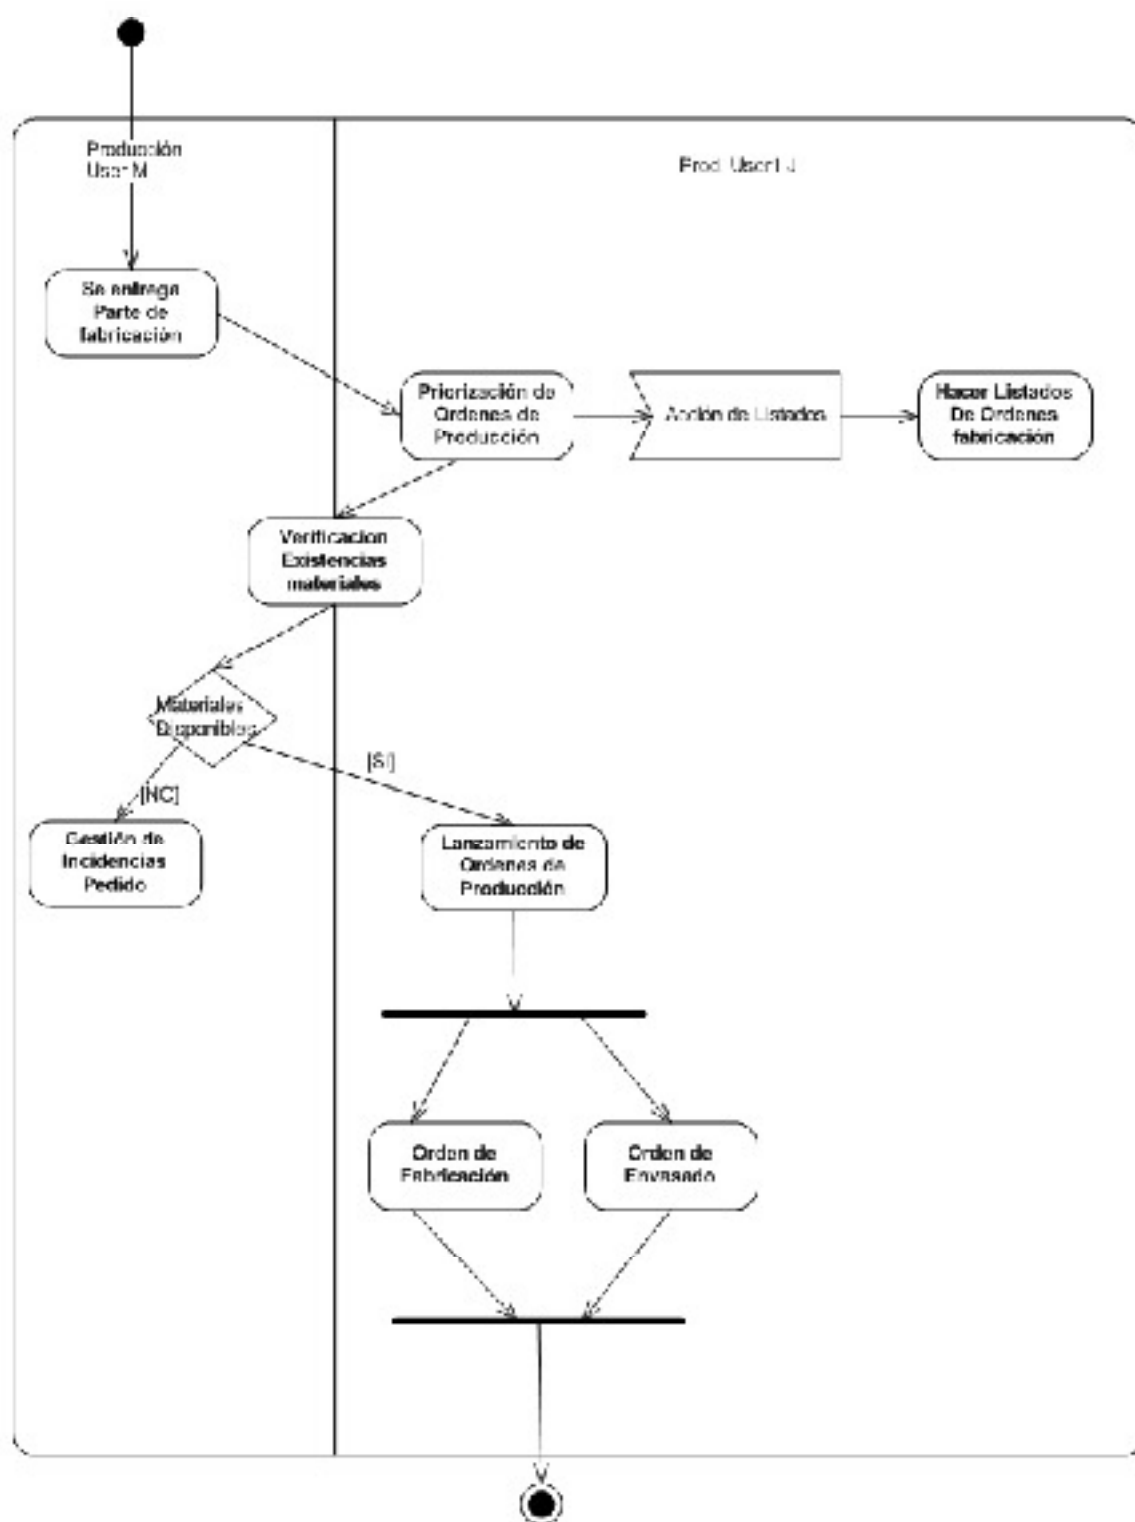 Producción
User M
Prod. User
Se entrega
Parte de
fabricación
Priorización de
Ordenes de
Producción
Acción de Listados
Hacer Listados
De Ordenes
fabricación
Verificacion
Existencias
materiales
Materiales
Disponibles
[SI]
[NO]
Gestión de
Incidencias
Pedido
Lanzamiento de
Ordenes de
Producción
Orden de
Fabricación
Orden de
Envasado